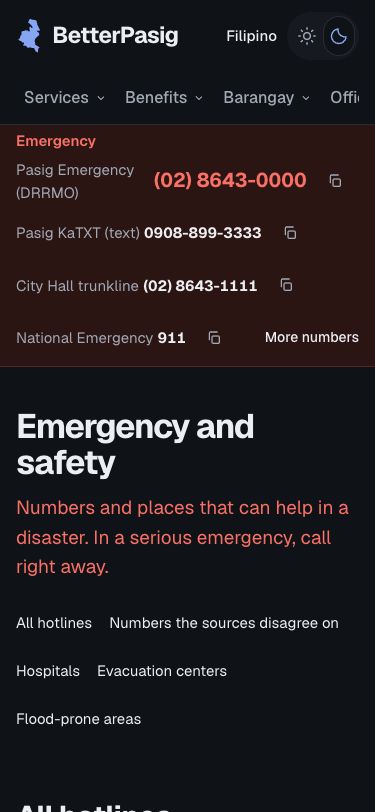 BetterPasig
Filipino
Services
Benefits
Barangay
Emergency
Pasig Emergency
(DRRMO)
(02) 8643-0000
Pasig KaTXT (text) 0908-899-3333
City Hall trunkline (02) 8643-1111
National Emergency 911
More numbers
Emergency and
safety
Numbers and places that can help in a
disaster. In a serious emergency, call
right away.
All hotlines
Numbers the sources disagree on
Hospitals
Evacuation centers
Flood-prone areas
All hotlines